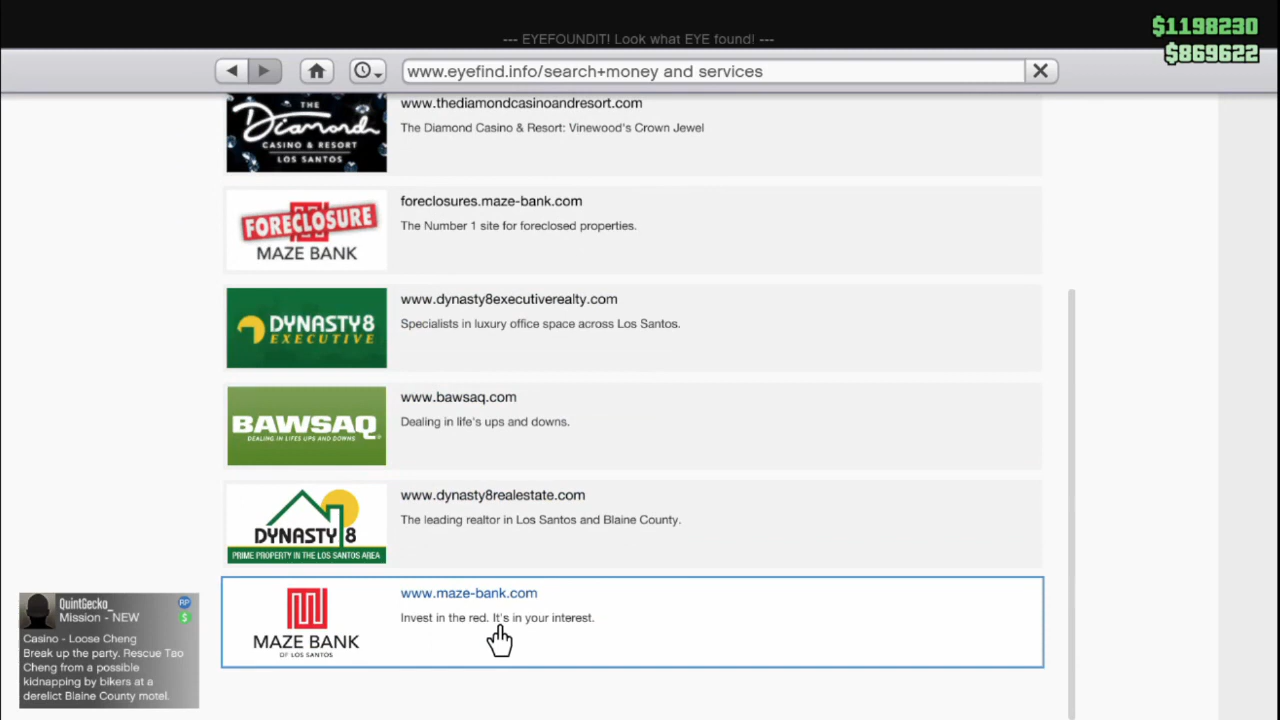 --- EYEFOUNDIT! Look what EYE found! ---
$1198230
$869622
www.eyefind.info/search+money and services
THE
Diamond
CASINO & RESORT
LOS SANTOS
www.thediamondcasinoandresort.com
The Diamond Casino & Resort: Vinewood's Crown Jewel
FORECLOSURE
MAZE BANK
foreclosures.maze-bank.com
The Number 1 site for foreclosed properties.
DYNASTY8
EXECUTIVE
www.dynasty8executiverealty.com
Specialists in luxury office space across Los Santos.
BAWSAQ
DEALING IN LIFES UPS AND DOWNS
www.bawsaq.com
Dealing in life's ups and downs.
DYNASTY 8
PRIME PROPERTY IN THE LOS SANTOS AREA
www.dynasty8realestate.com
The leading realtor in Los Santos and Blaine County.
MAZE BANK
OF LOS SANTOS
www.maze-bank.com
Invest in the red. It's in your interest.
QuintGecko_
RP
Mission - NEW
$
Casino - Loose Cheng
Break up the party. Rescue Tao
Cheng from a possible
kidnapping by bikers at a
derelict Blaine County motel.